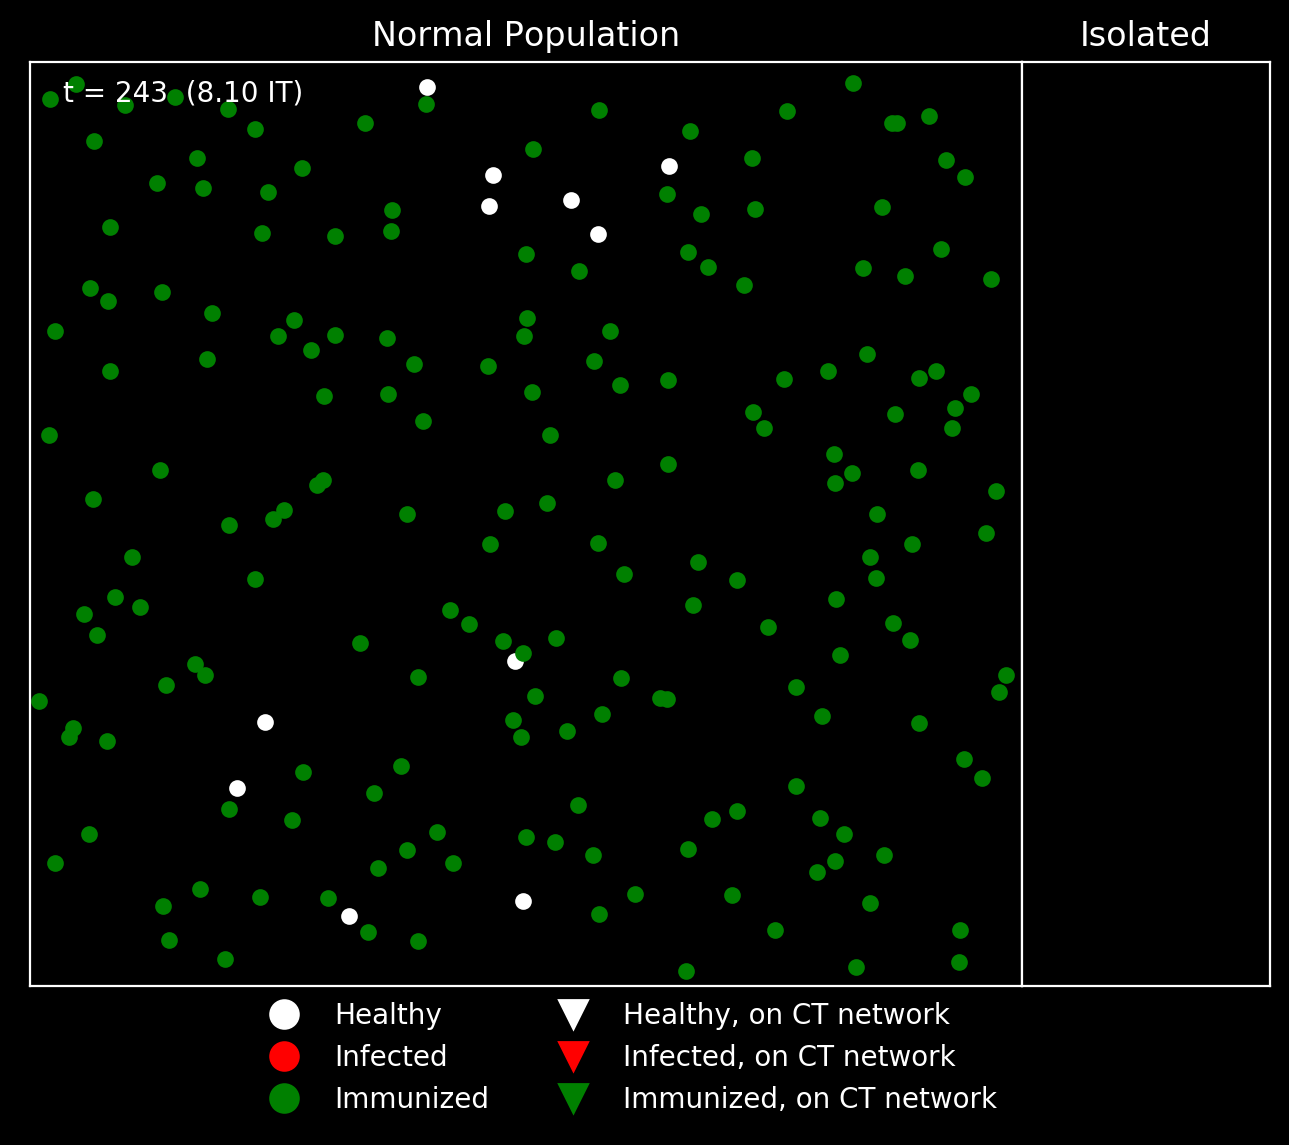 Normal Population
Isolated
t = 243  (8.10 IT)
Healthy
Infected
Immunized
Healthy, on CT network
Infected, on CT network
Immunized, on CT network